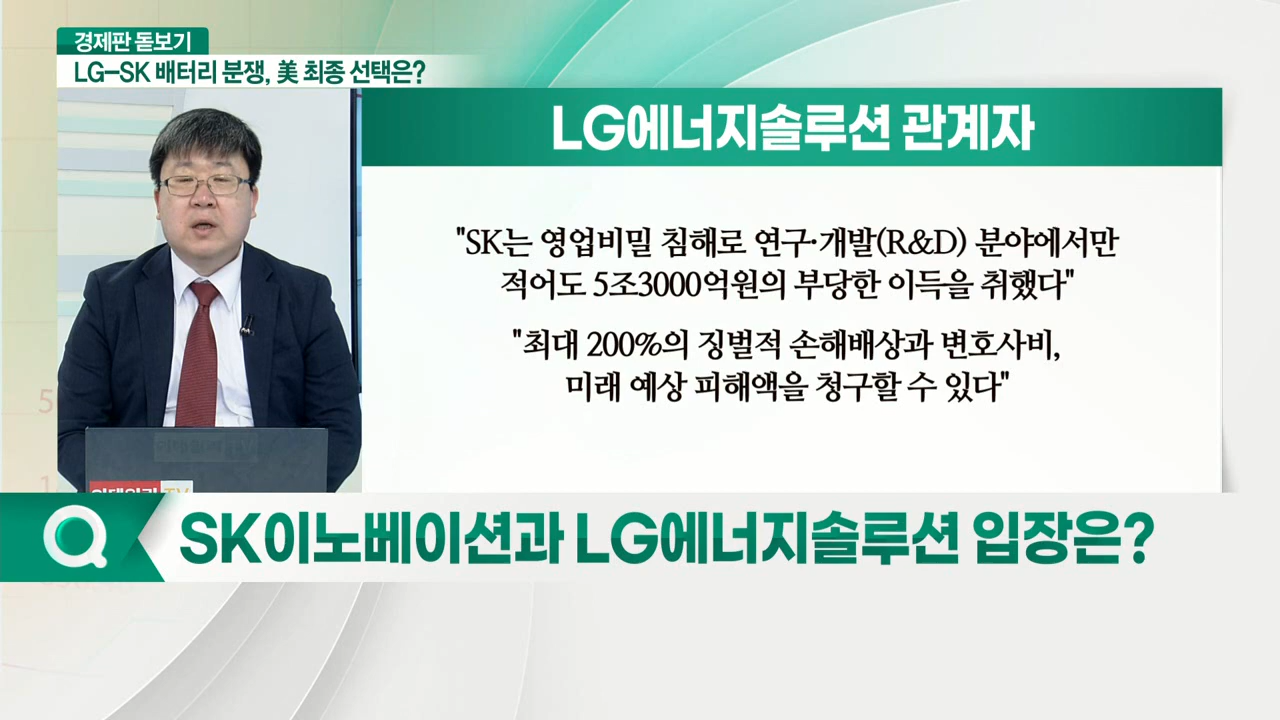 경제판 돋보기
LG-SK 배터리 분쟁, 美 최종 선택은?
LG에너지솔루션 관계자
"SK는 영업비밀 침해로 연구·개발(R&D) 분야에서만
적어도 5조3000억원의 부당한 이득을 취했다"
"최대 200%의 징벌적 손해배상과 변호사비,
미래 예상 피해액을 청구할 수 있다"
SK이노베이션과 LG에너지솔루션 입장은?